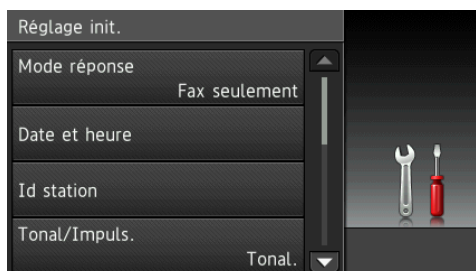 Réglage init.
Mode réponse
Fax seulement
Date et heure
Id station
Tonal/Impuls.
Tonal.